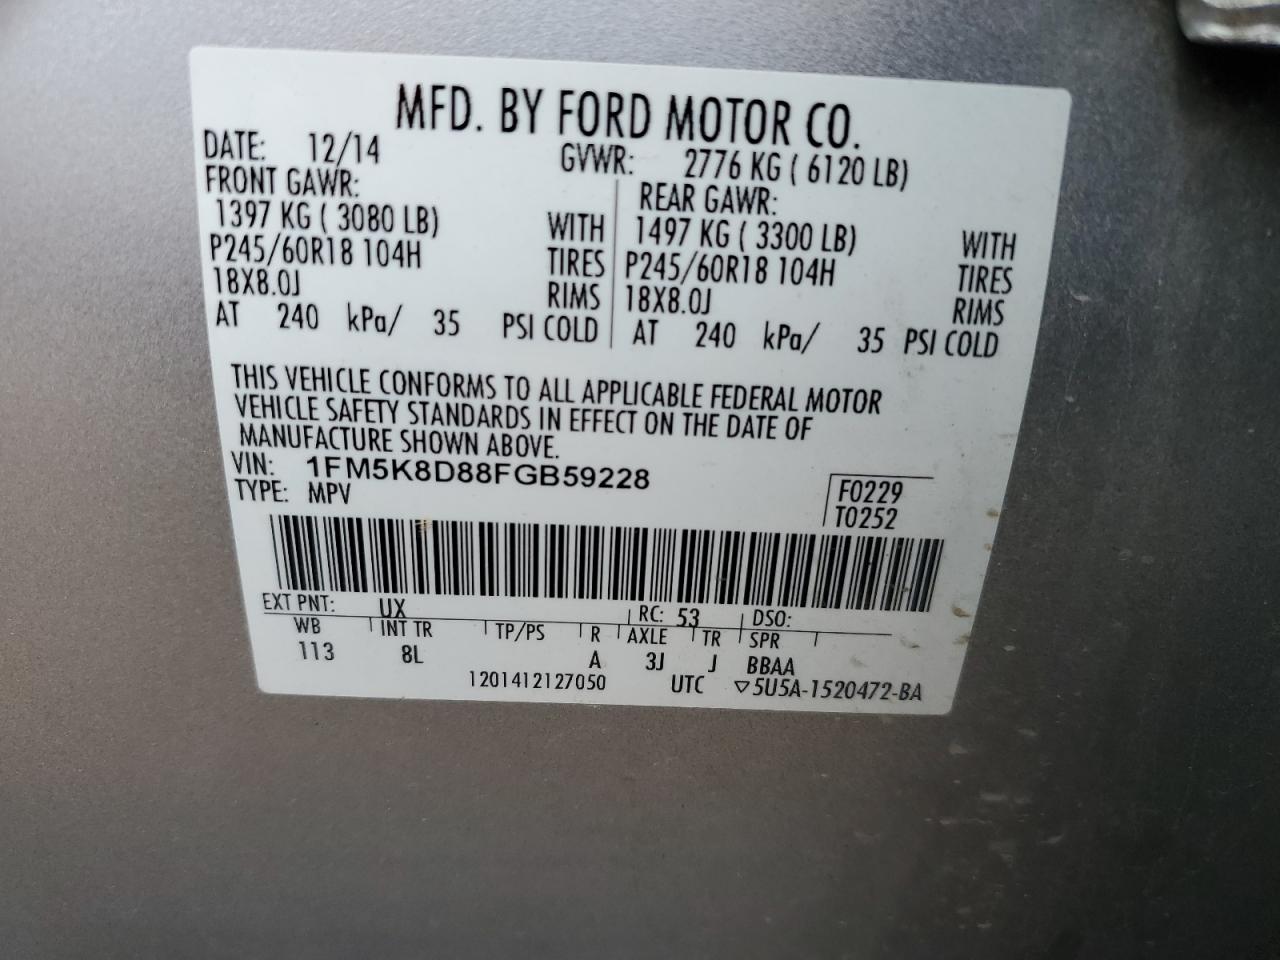 MFD. BY FORD MOTOR CO.
DATE: 12/14 GVWR: 2776 KG ( 6120 LB)
FRONT GAWR: REAR GAWR:
1397 KG ( 3080 LB) WITH 1497 KG ( 3300 LB) WITH
P245/60R18 104H TIRES P245/60R18 104H TIRES
18X8.0J RIMS 18X8.0J RIMS
AT 240 kPa/ 35 PSI COLD AT 240 kPa/ 35 PSI COLD
THIS VEHICLE CONFORMS TO ALL APPLICABLE FEDERAL MOTOR
VEHICLE SAFETY STANDARDS IN EFFECT ON THE DATE OF
MANUFACTURE SHOWN ABOVE.
VIN: 1FM5K8D88FGB59228
TYPE: MPV
F0229
T0252
EXT PNT: UX RC: 53 DSO:
WB INT TR TP/PS R AXLE TR SPR
113 8L A 3J J BBAA
1201412127050 UTC ▽5U5A-1520472-BA